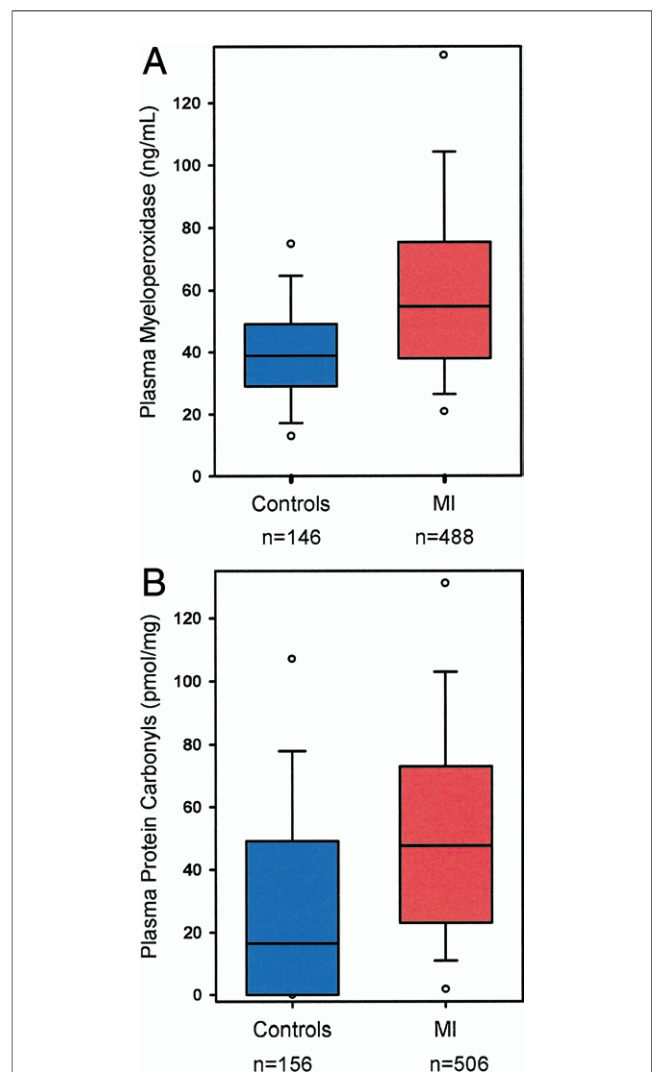 A
Plasma Myeloperoxidase (ng/mL)
120
100
80
60
40
20
0
Controls MI
n=146 n=488
B
Plasma Protein Carbonyls (pmol/mg)
120
100
80
60
40
20
0
Controls MI
n=156 n=506